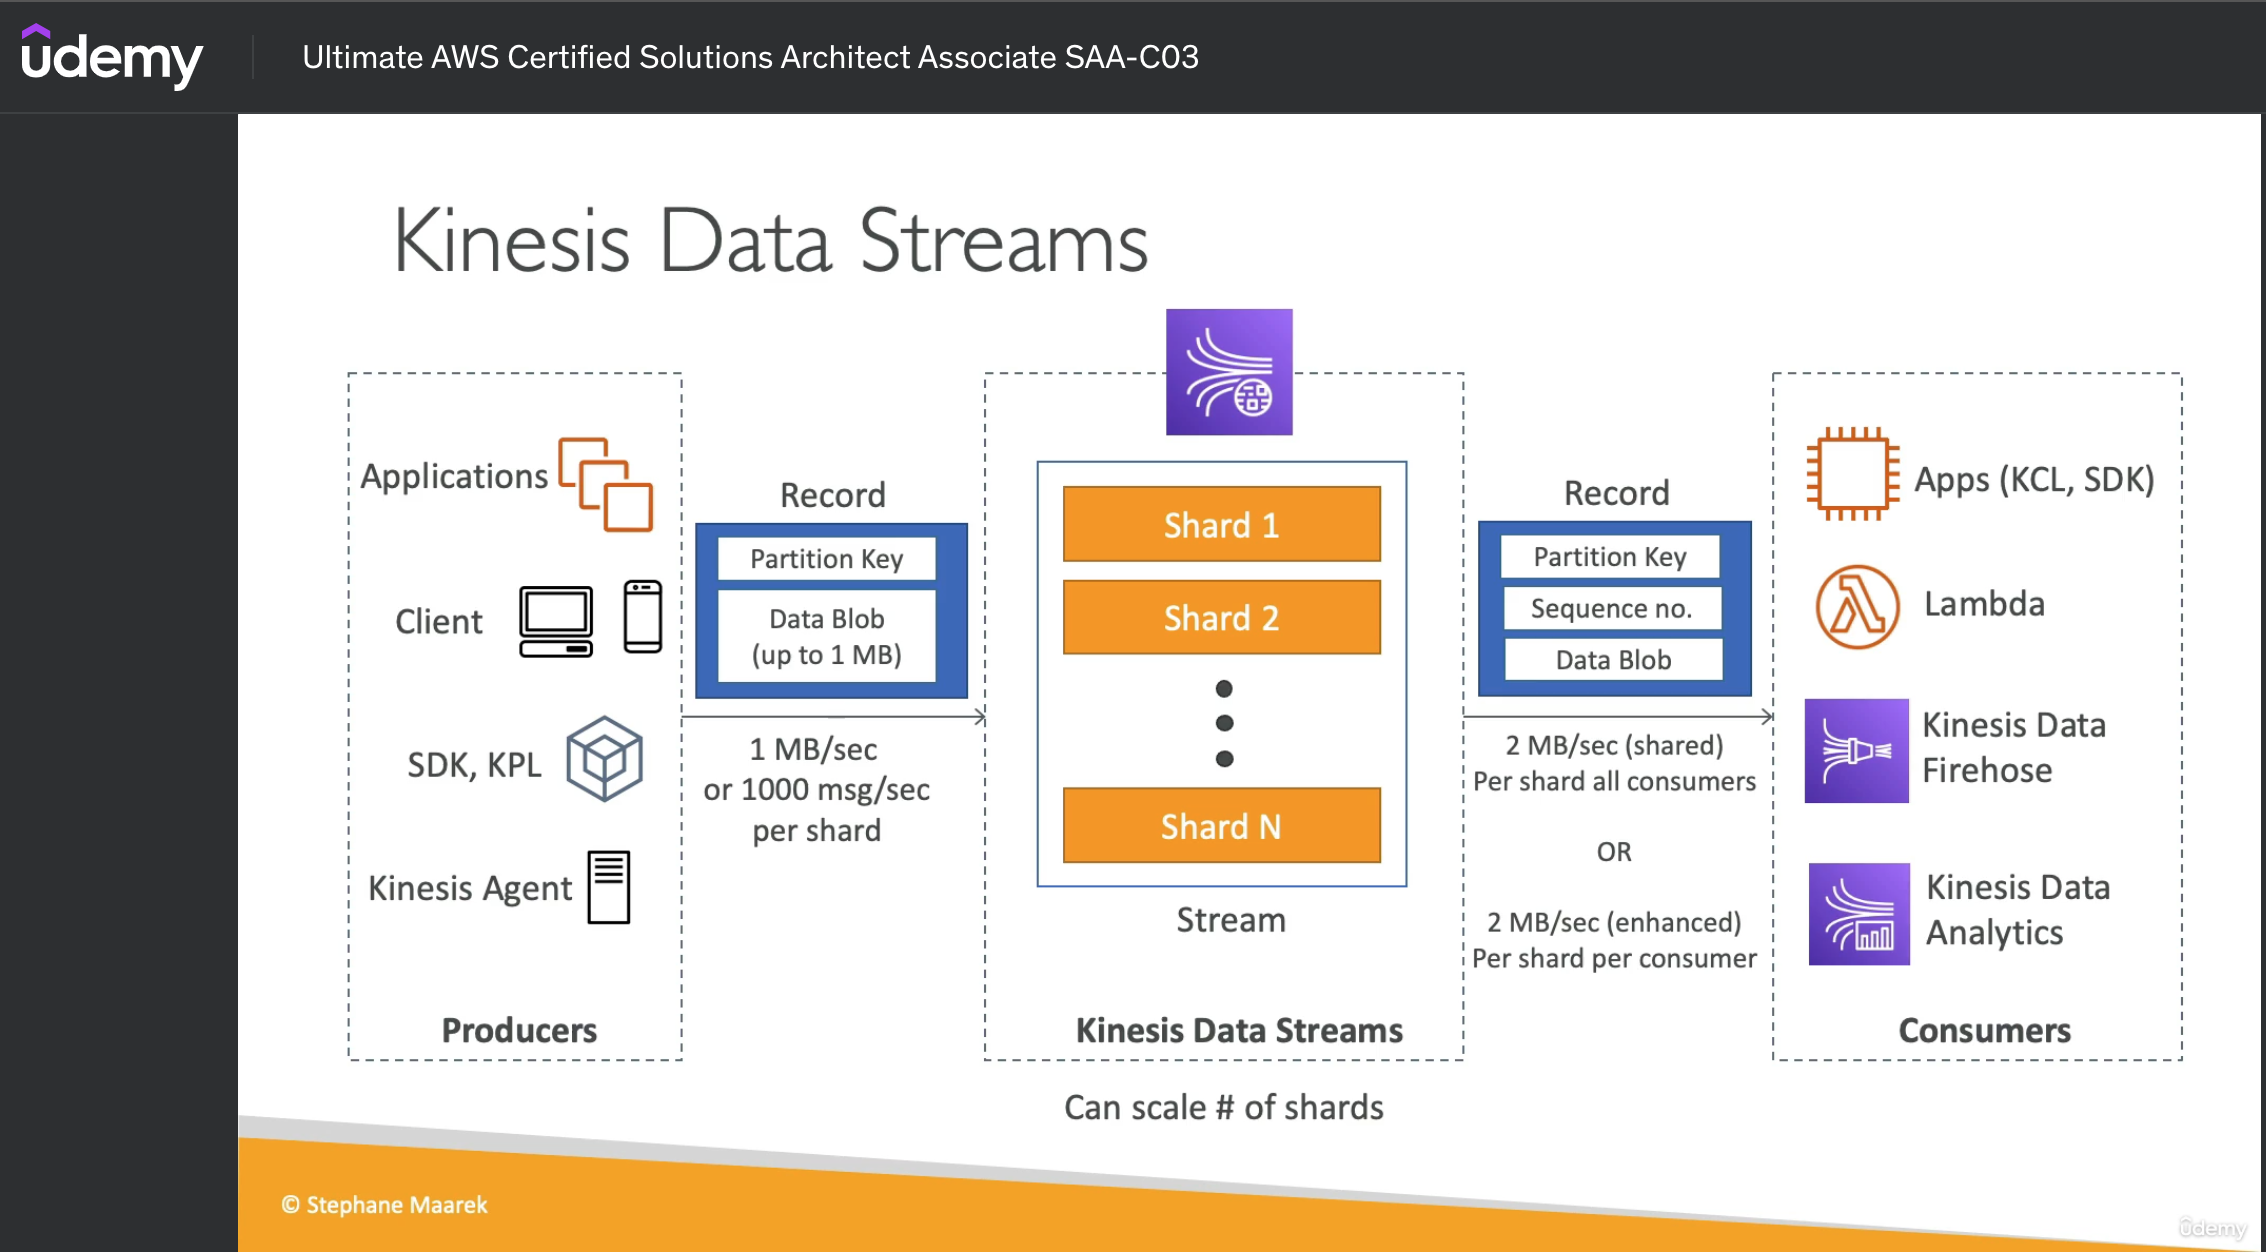 udemy
Ultimate AWS Certified Solutions Architect Associate SAA-C03
Kinesis Data Streams
Applications
Client
SDK, KPL
Kinesis Agent
Producers
Record
Partition Key
Data Blob
(up to 1 MB)
1 MB/sec
or 1000 msg/sec
per shard
Shard 1
Shard 2
Shard N
Stream
Kinesis Data Streams
Can scale # of shards
Record
Partition Key
Sequence no.
Data Blob
2 MB/sec (shared)
Per shard all consumers
OR
2 MB/sec (enhanced)
Per shard per consumer
Apps (KCL, SDK)
Lambda
Kinesis Data
Firehose
Kinesis Data
Analytics
Consumers
© Stephane Maarek
udemy